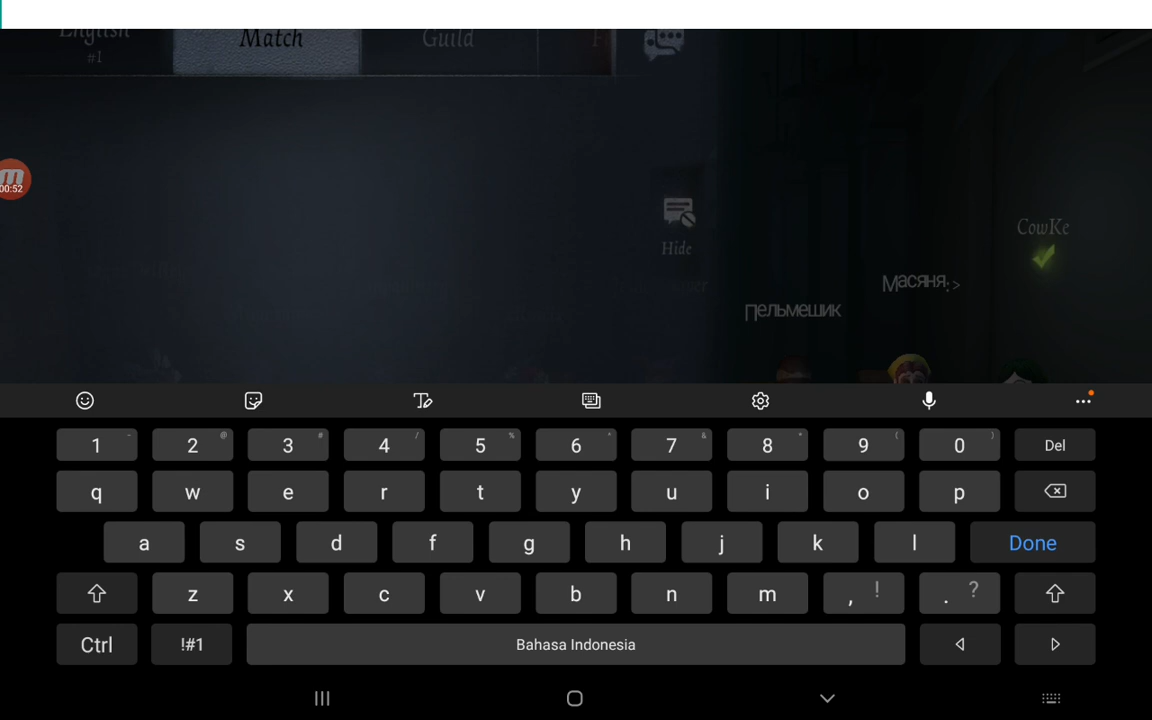 English
Match
Guild
#1
00:52
Hide
CowKe
Масяня:>
Пельмешик
1 2 3 4 5 6 7 8 9 0 Del
q w e r t y u i o p
a s d f g h j k l Done
z x c v b n m , ! . ?
Ctrl !#1 Bahasa Indonesia